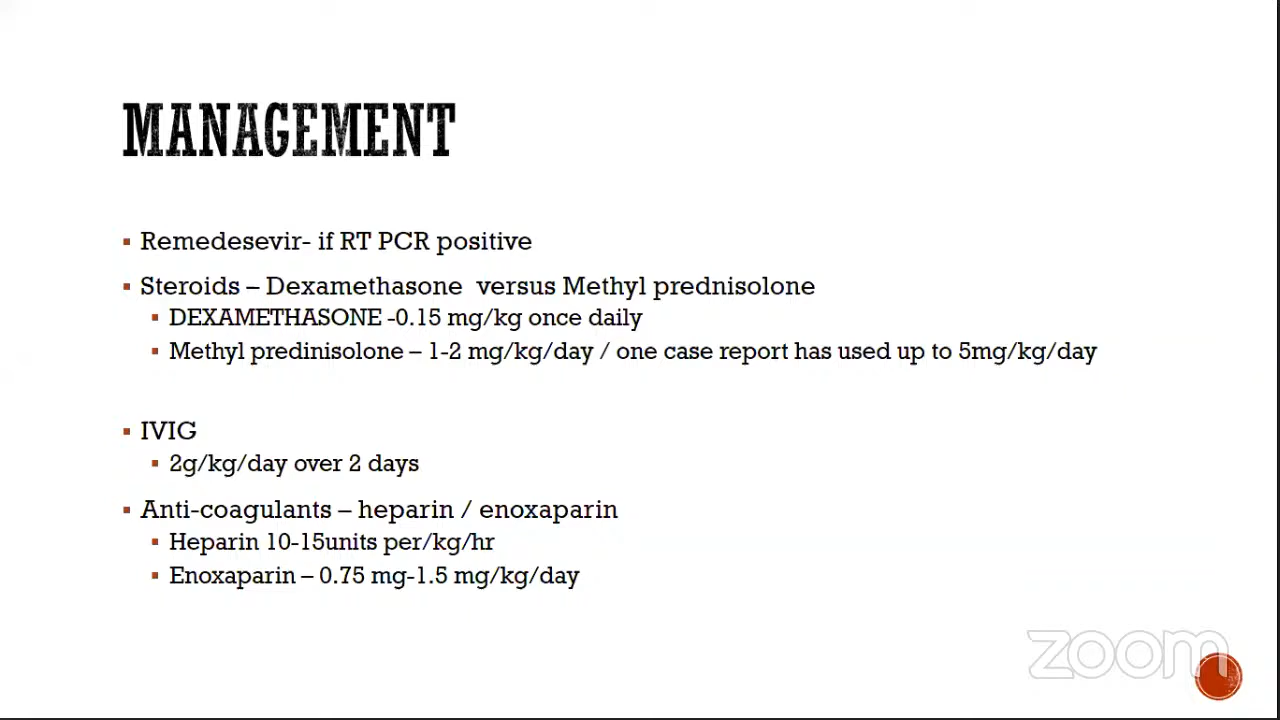 MANAGEMENT
Remedesevir- if RT PCR positive
Steroids – Dexamethasone versus Methyl prednisolone
DEXAMETHASONE -0.15 mg/kg once daily
Methyl predinisolone – 1-2 mg/kg/day / one case report has used up to 5mg/kg/day
IVIG
2g/kg/day over 2 days
Anti-coagulants – heparin / enoxaparin
Heparin 10-15units per/kg/hr
Enoxaparin – 0.75 mg-1.5 mg/kg/day
zoom